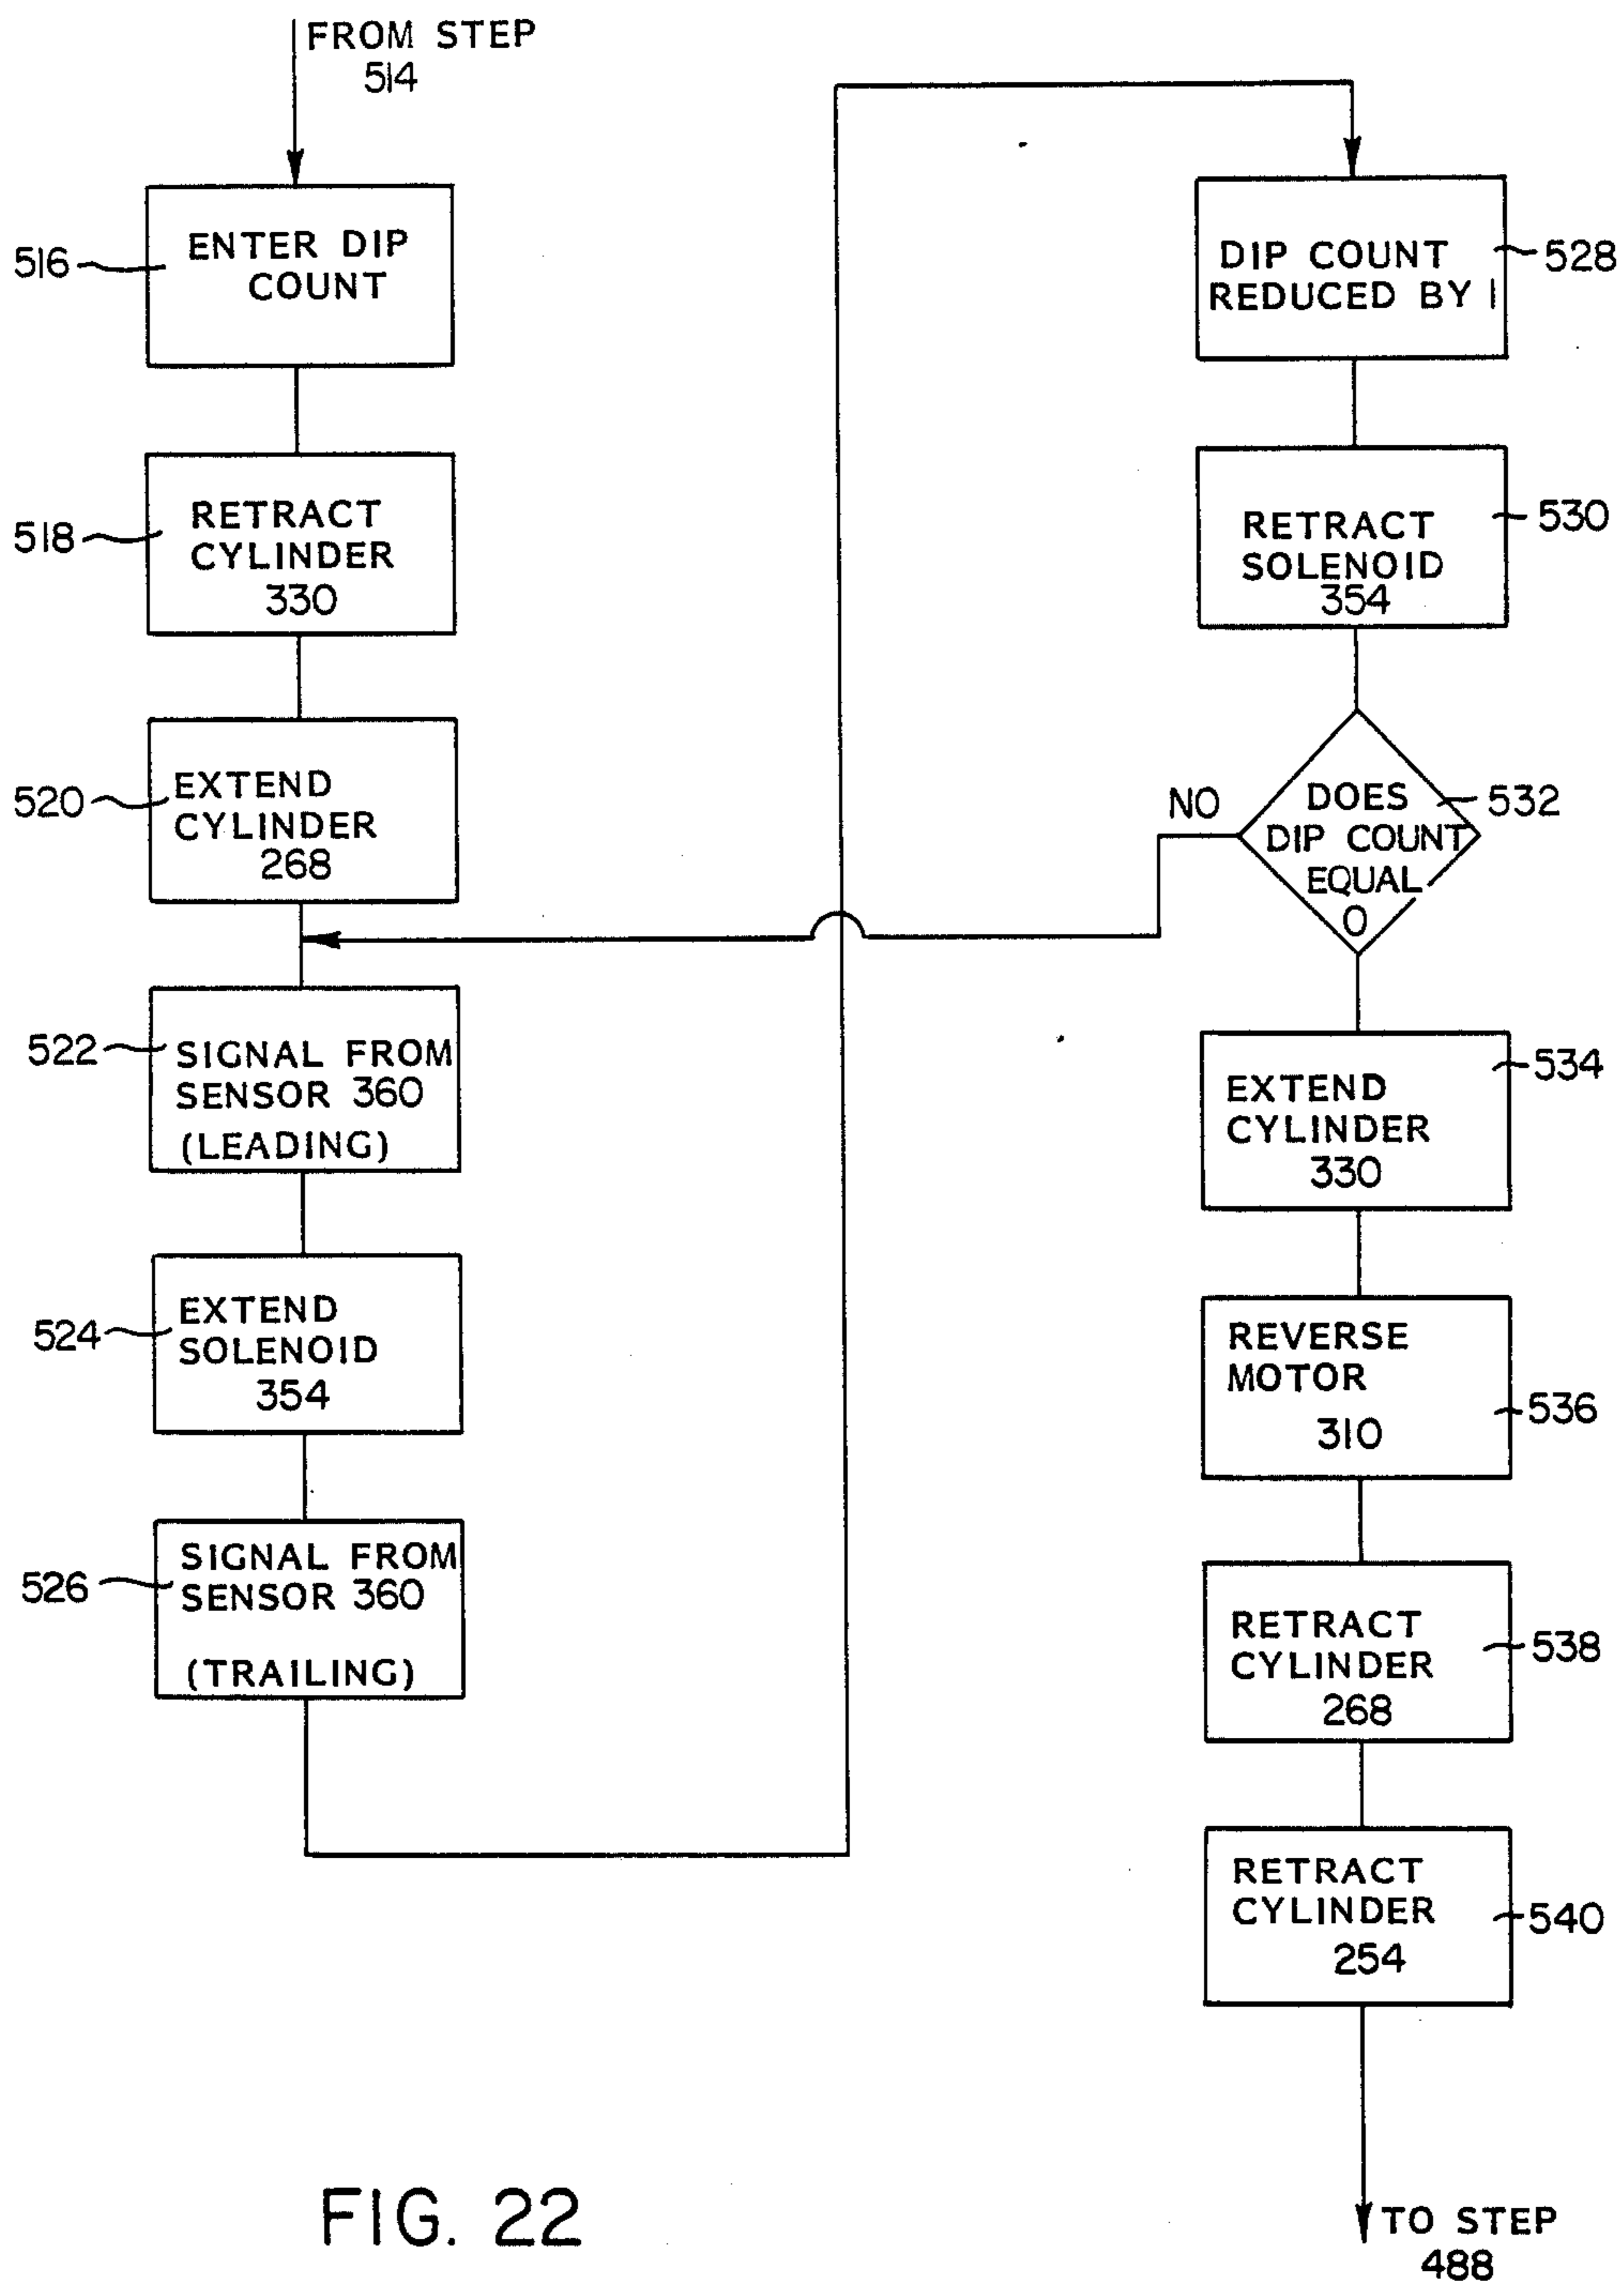 FROM STEP
514
516
ENTER DIP
COUNT
518
RETRACT
CYLINDER
330
520
EXTEND
CYLINDER
268
522
SIGNAL FROM
SENSOR 360
(LEADING)
524
EXTEND
SOLENOID
354
526
SIGNAL FROM
SENSOR 360
(TRAILING)
DIP COUNT
REDUCED BY 1
528
RETRACT
SOLENOID
354
530
NO
DOES
DIP COUNT
EQUAL
0
532
EXTEND
CYLINDER
330
534
REVERSE
MOTOR
310
536
RETRACT
CYLINDER
268
538
RETRACT
CYLINDER
254
540
TO STEP
488
FIG. 22